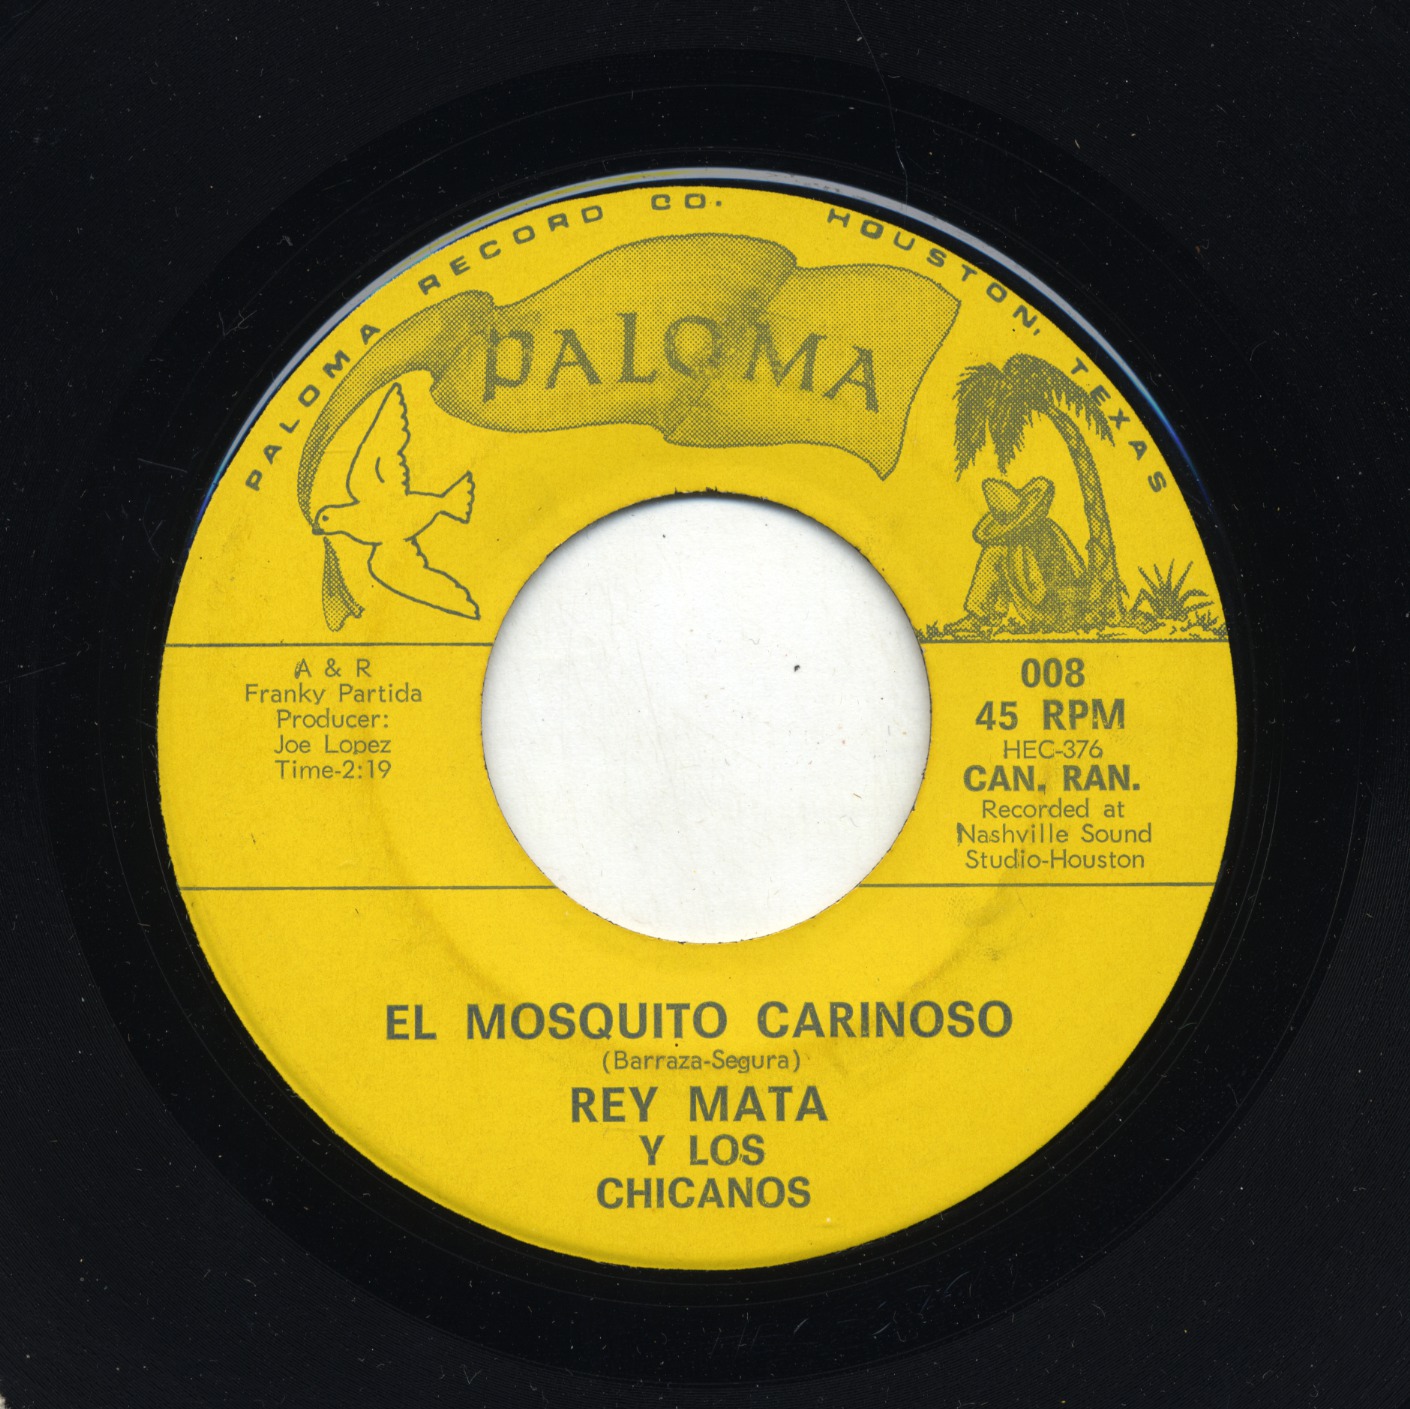 PALOMA RECORD CO. HOUSTON, TEXAS
PALOMA
A & R
Franky Partida
Producer:
Joe Lopez
Time-2:19
008
45 RPM
HEC-376
CAN. RAN.
Recorded at
Nashville Sound
Studio-Houston
EL MOSQUITO CARINOSO
(Barraza-Segura)
REY MATA
Y LOS
CHICANOS